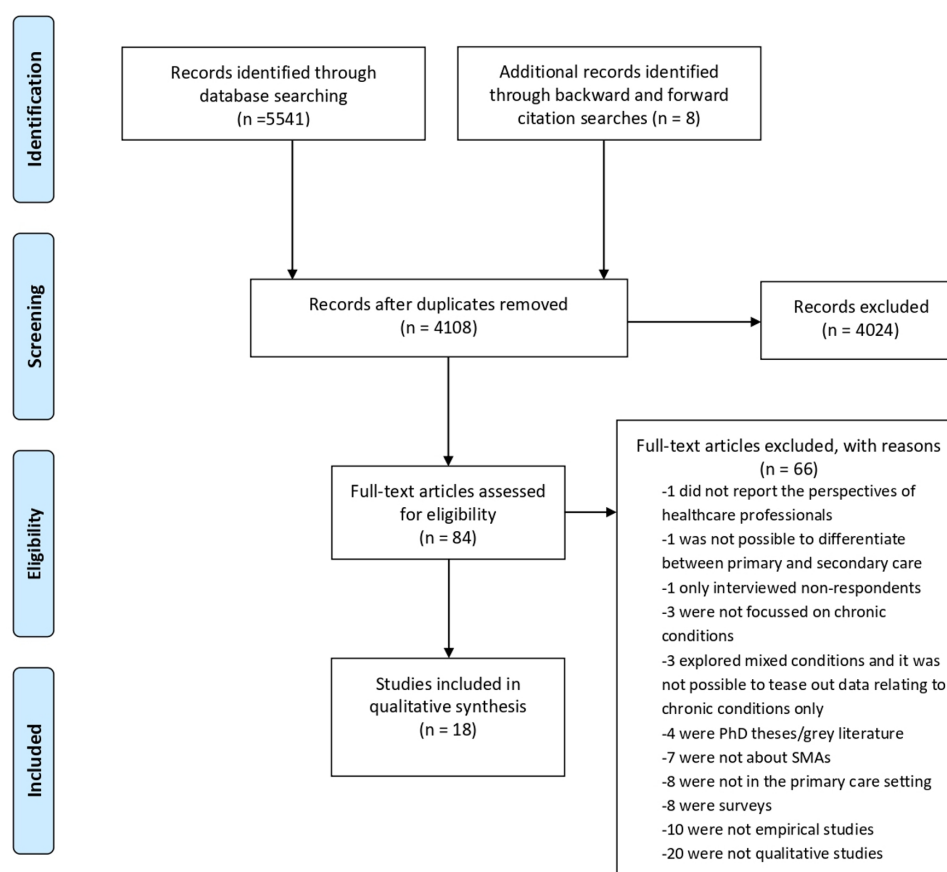 Identification
Records identified through
database searching
(n =5541)
Additional records identified
through backward and forward
citation searches (n = 8)
Screening
Records after duplicates removed
(n = 4108)
Records excluded
(n = 4024)
Eligibility
Full-text articles assessed
for eligibility
(n = 84)
Full-text articles excluded, with reasons
(n = 66)
-1 did not report the perspectives of
healthcare professionals
-1 was not possible to differentiate
between primary and secondary care
-1 only interviewed non-respondents
-3 were not focussed on chronic
conditions
-3 explored mixed conditions and it was
not possible to tease out data relating to
chronic conditions only
-4 were PhD theses/grey literature
-7 were not about SMAs
-8 were not in the primary care setting
-8 were surveys
-10 were not empirical studies
-20 were not qualitative studies
Included
Studies included in
qualitative synthesis
(n = 18)